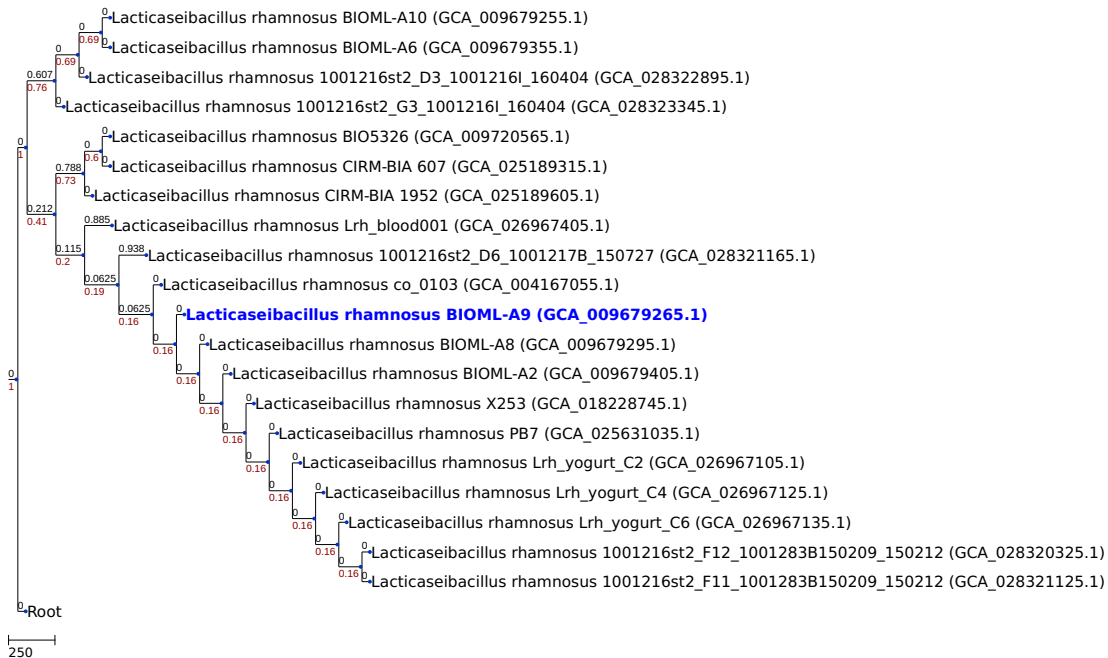 0
Lacticaseibacillus rhamnosus BIOML-A10 (GCA_009679255.1)
0
0.69
0
Lacticaseibacillus rhamnosus BIOML-A6 (GCA_009679355.1)
0
0.69
0
Lacticaseibacillus rhamnosus 1001216st2_D3_1001216I_160404 (GCA_028322895.1)
0.607
0.76
0
Lacticaseibacillus rhamnosus 1001216st2_G3_1001216I_160404 (GCA_028323345.1)
0
1
0
Lacticaseibacillus rhamnosus BIO5326 (GCA_009720565.1)
0
0.6
0
Lacticaseibacillus rhamnosus CIRM-BIA 607 (GCA_025189315.1)
0.788
0.73
0
Lacticaseibacillus rhamnosus CIRM-BIA 1952 (GCA_025189605.1)
0.212
0.41
0.885
Lacticaseibacillus rhamnosus Lrh_blood001 (GCA_026967405.1)
0.115
0.2
0.938
Lacticaseibacillus rhamnosus 1001216st2_D6_1001217B_150727 (GCA_028321165.1)
0.0625
0.19
0
Lacticaseibacillus rhamnosus co_0103 (GCA_004167055.1)
0.0625
0.16
0
Lacticaseibacillus rhamnosus BIOML-A9 (GCA_009679265.1)
0
0.16
0
Lacticaseibacillus rhamnosus BIOML-A8 (GCA_009679295.1)
0
0.16
0
Lacticaseibacillus rhamnosus BIOML-A2 (GCA_009679405.1)
0
0.16
0
Lacticaseibacillus rhamnosus X253 (GCA_018228745.1)
0
0.16
0
Lacticaseibacillus rhamnosus PB7 (GCA_025631035.1)
0
0.16
0
Lacticaseibacillus rhamnosus Lrh_yogurt_C2 (GCA_026967105.1)
0
0.16
0
Lacticaseibacillus rhamnosus Lrh_yogurt_C4 (GCA_026967125.1)
0
0.16
0
Lacticaseibacillus rhamnosus Lrh_yogurt_C6 (GCA_026967135.1)
0
0.16
0
Lacticaseibacillus rhamnosus 1001216st2_F12_1001283B150209_150212 (GCA_028320325.1)
0
0.16
0
Lacticaseibacillus rhamnosus 1001216st2_F11_1001283B150209_150212 (GCA_028321125.1)
0
1
0
Root
250